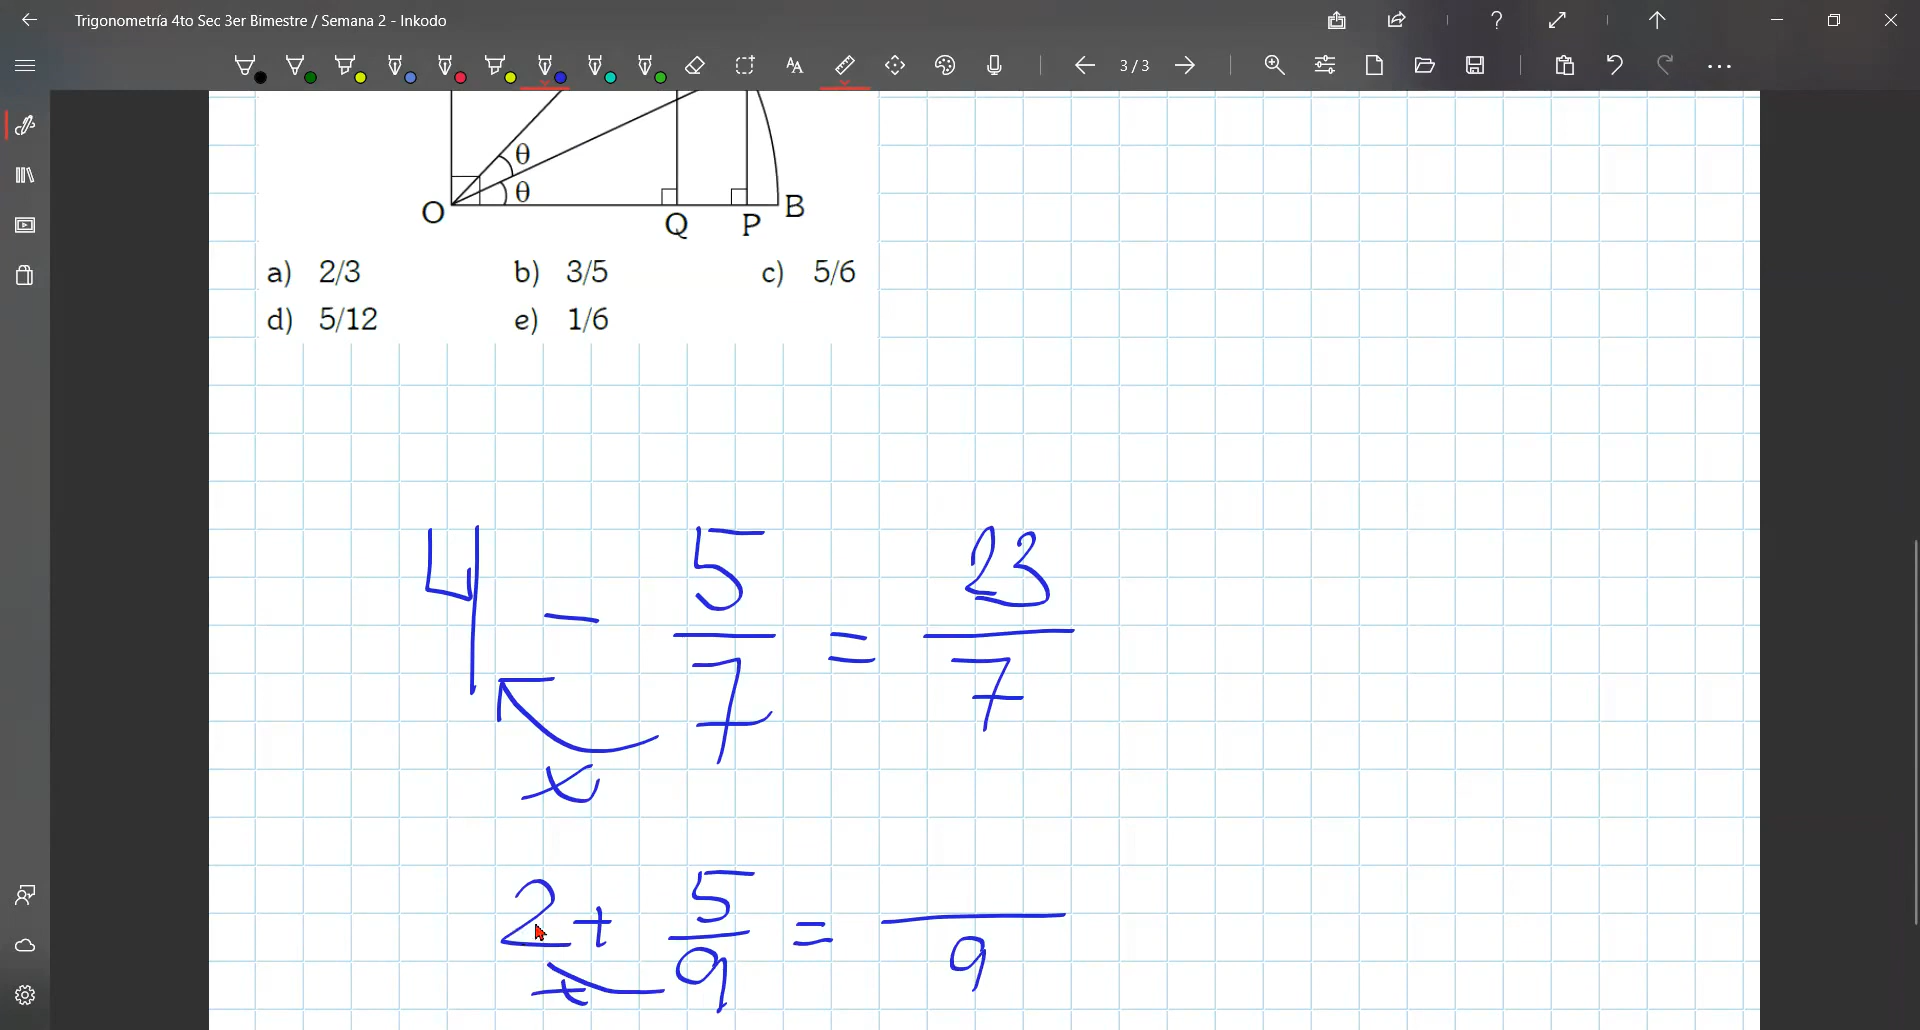 Trigonometría 4to Sec 3er Bimestre / Semana 2 - Inkodo
3 / 3
θ
θ
O Q P B
a) 2/3 b) 3/5 c) 5/6
d) 5/12 e) 1/6
4 - 5/7 = 23/7
x
2 + 5/9 = /9